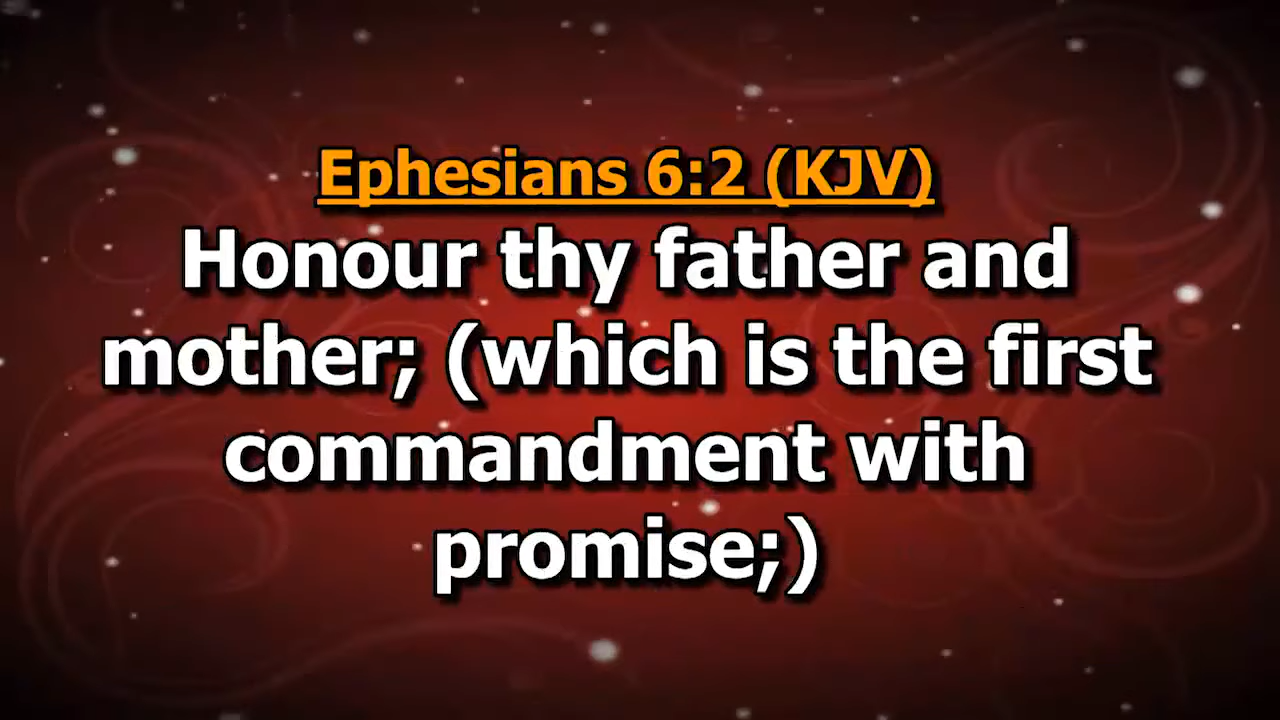 Ephesians 6:2 (KJV)
Honour thy father and
mother; (which is the first
commandment with
promise;)